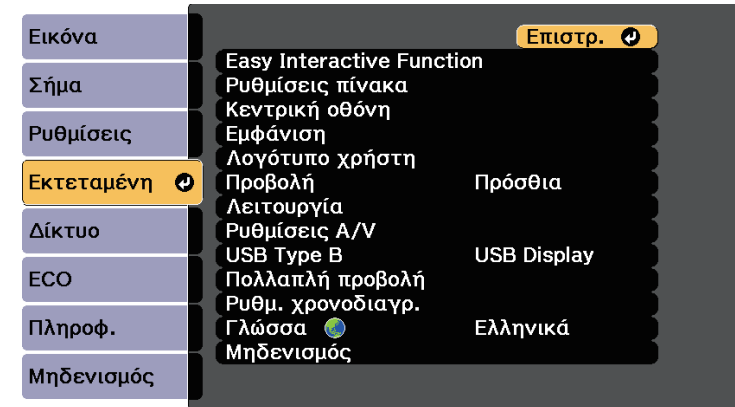 Εικόνα
Σήμα
Ρυθμίσεις
Εκτεταμένη
Δίκτυο
ECO
Πληροφ.
Μηδενισμός
Επιστρ.
Easy Interactive Function
Ρυθμίσεις πίνακα
Κεντρική οθόνη
Εμφάνιση
Λογότυπο χρήστη
Προβολή Πρόσθια
Λειτουργία
Ρυθμίσεις A/V
USB Type B USB Display
Πολλαπλή προβολή
Ρυθμ. χρονοδιαγρ.
Γλώσσα Ελληνικά
Μηδενισμός